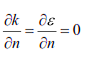 ∂k/∂n = ∂ε/∂n = 0